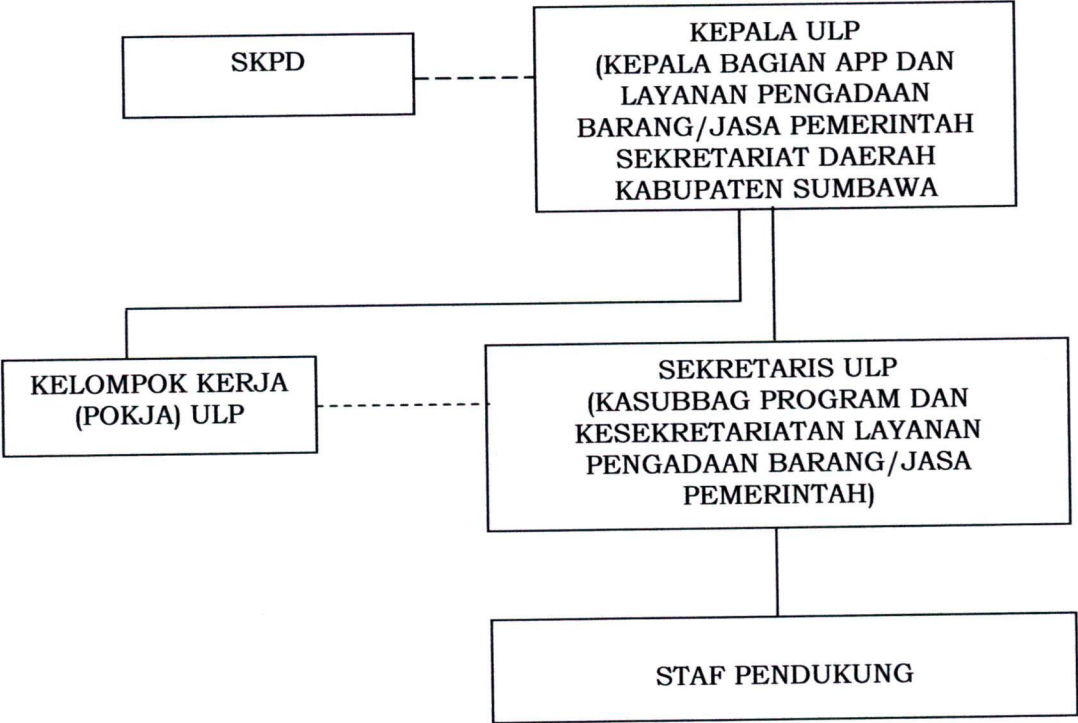 SKPD
KEPALA ULP
(KEPALA BAGIAN APP DAN
LAYANAN PENGADAAN
BARANG/JASA PEMERINTAH
SEKRETARIAT DAERAH
KABUPATEN SUMBAWA
KELOMPOK KERJA
(POKJA) ULP
SEKRETARIS ULP
(KASUBBAG PROGRAM DAN
KESEKRETARIATAN LAYANAN
PENGADAAN BARANG/JASA
PEMERINTAH)
STAF PENDUKUNG